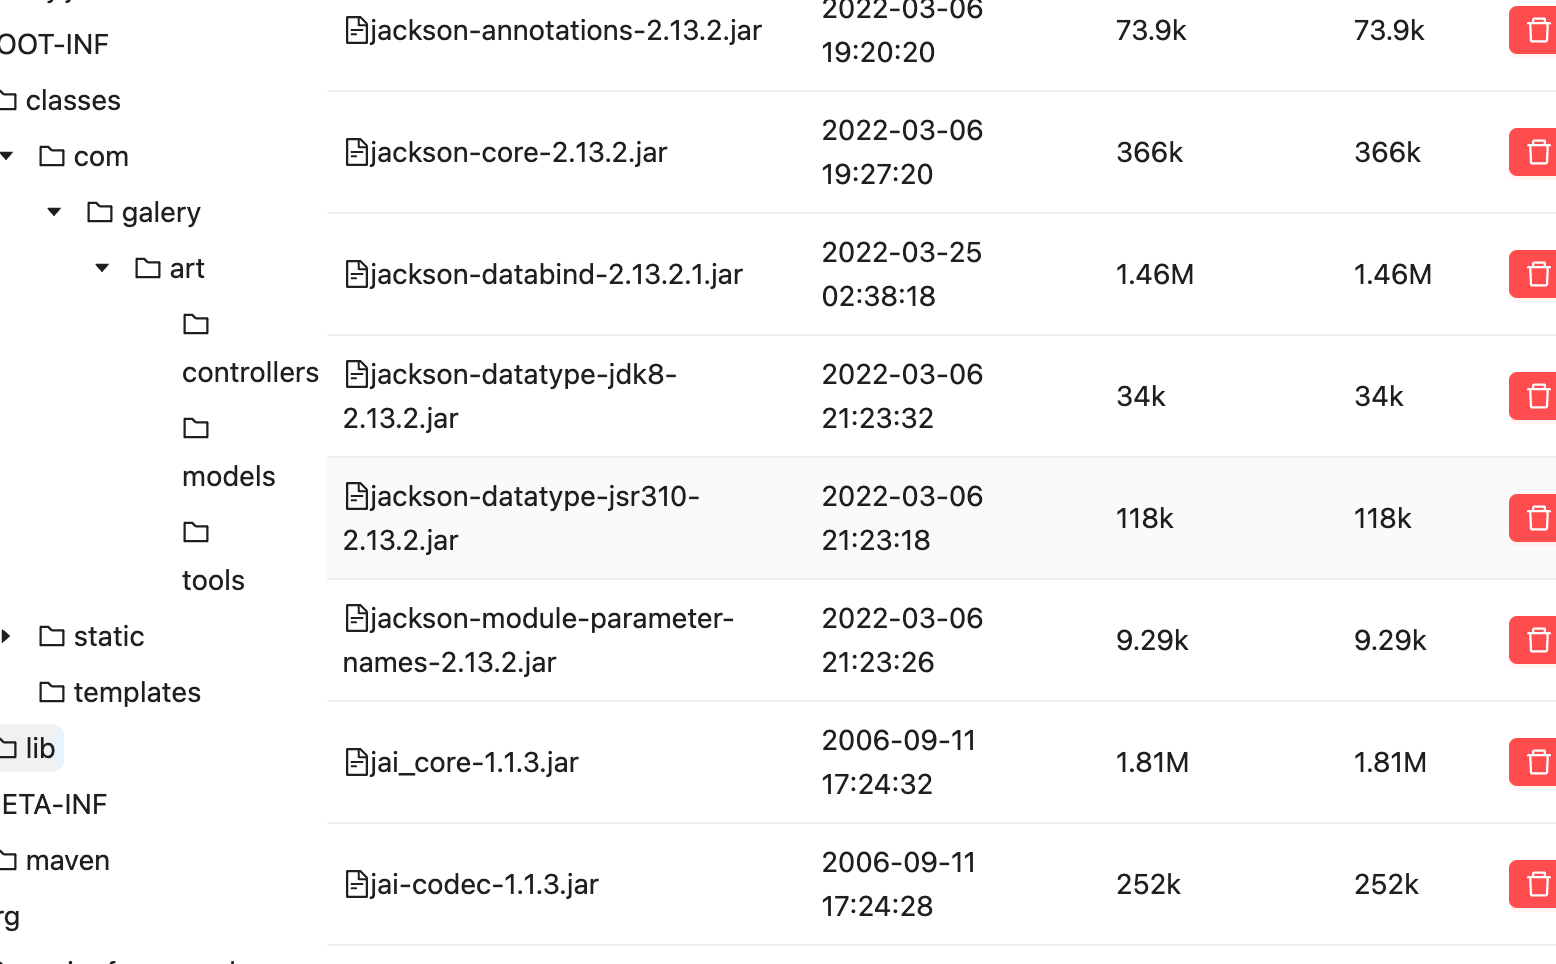 OOT-INF
classes
com
galery
art
controllers
models
tools
static
templates
lib
ETA-INF
maven
rg
jackson-annotations-2.13.2.jar
2022-03-06
19:20:20
73.9k
73.9k
jackson-core-2.13.2.jar
2022-03-06
19:27:20
366k
366k
jackson-databind-2.13.2.1.jar
2022-03-25
02:38:18
1.46M
1.46M
jackson-datatype-jdk8-
2.13.2.jar
2022-03-06
21:23:32
34k
34k
jackson-datatype-jsr310-
2.13.2.jar
2022-03-06
21:23:18
118k
118k
jackson-module-parameter-
names-2.13.2.jar
2022-03-06
21:23:26
9.29k
9.29k
jai_core-1.1.3.jar
2006-09-11
17:24:32
1.81M
1.81M
jai-codec-1.1.3.jar
2006-09-11
17:24:28
252k
252k